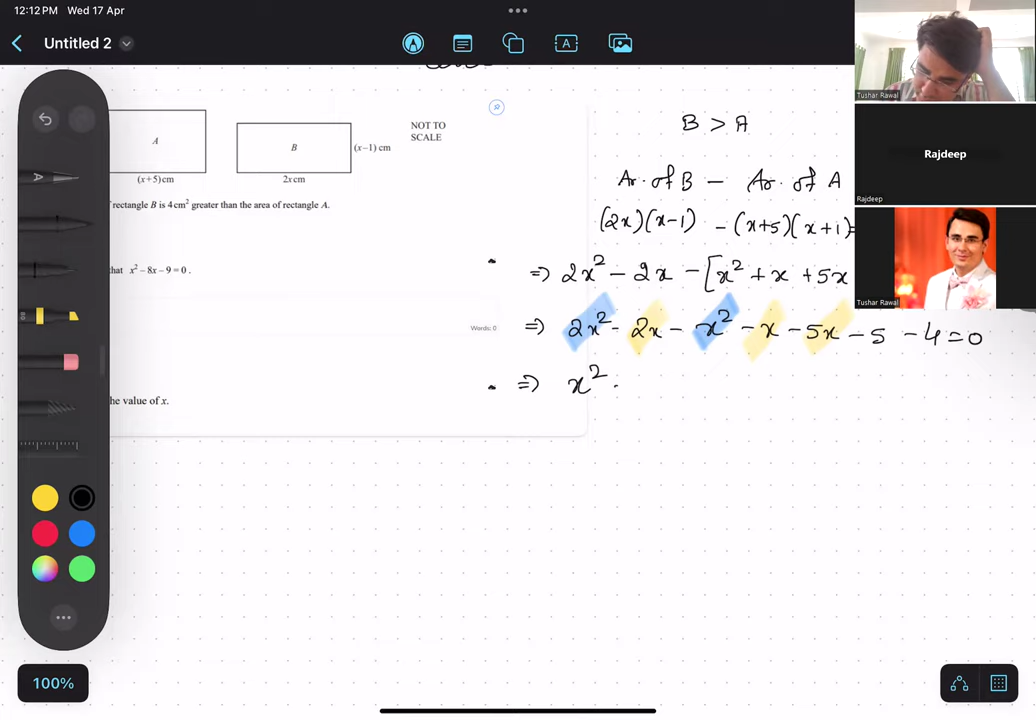 12:12 PM Wed 17 Apr
Untitled 2
A
A
B
NOT TO
SCALE
(x−1) cm
(x+5)cm
2x cm
rectangle B is 4 cm² greater than the area of rectangle A.
that x² − 8x − 9 = 0 .
Words: 0
he value of x.
B > A
Ar. of B − Ar. of A
(2x)(x−1) − (x+5)(x+1)=
⇒ 2x² − 2x − [x² + x + 5x
⇒ 2x² − 2x − x² − x − 5x − 5 − 4 = 0
⇒ x²
Tushar Rawal
Rajdeep
Rajdeep
Tushar Rawal
A
80
100%